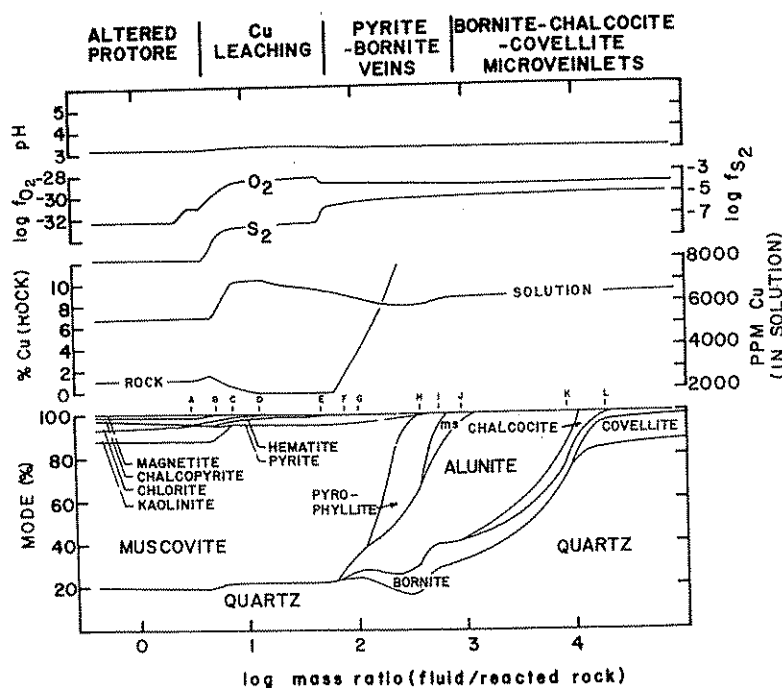 ALTERED PROTORE
Cu LEACHING
PYRITE -BORNITE VEINS
BORNITE-CHALCOCITE -COVELLITE MICROVEINLETS
pH
5
4
3
log fO2
-28
-30
-32
O2
S2
-3
-5
-7
log fS2
% Cu (ROCK)
10
8
6
4
2
0
ROCK
SOLUTION
8000
6000
4000
2000
PPM Cu (IN SOLUTION)
A B C D E F G H I J K L
MODE (%)
100
80
60
40
20
MAGNETITE
CHALCOPYRITE
CHLORITE
KAOLINITE
HEMATITE
PYRITE
MUSCOVITE
QUARTZ
PYRO-
PHYLLITE
BORNITE
ms
ALUNITE
CHALCOCITE
COVELLITE
QUARTZ
0 1 2 3 4
log mass ratio (fluid/reacted rock)